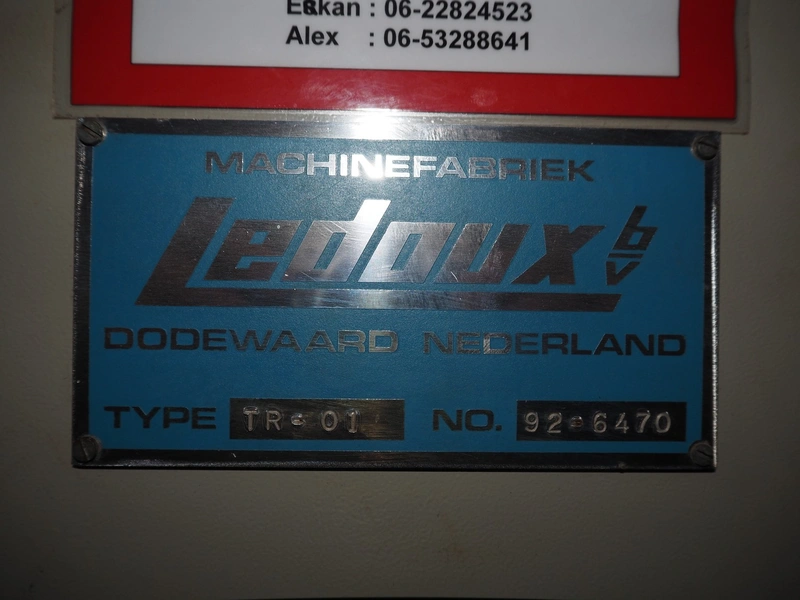 Erkan : 06-22824523
Alex : 06-53288641
MACHINEFABRIEK
Ledoux bv
DODEWAARD NEDERLAND
TYPE TR-01 NO. 92-6470